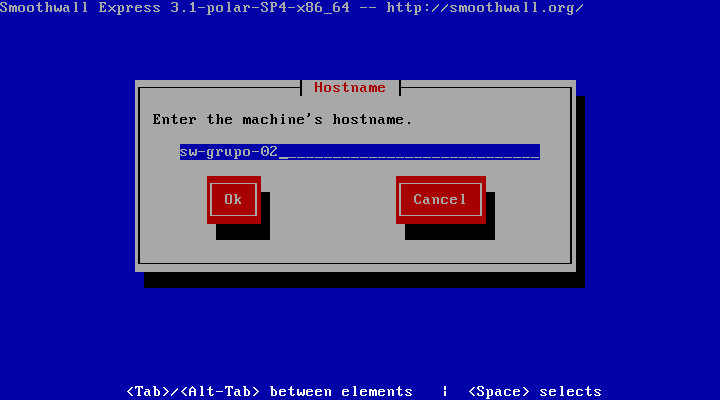 Smoothwall Express 3.1-polar-SP4-x86_64 -- http://smoothwall.org/
Hostname
Enter the machine's hostname.
sw-grupo-02
Ok Cancel
<Tab>/<Alt-Tab> between elements | <Space> selects